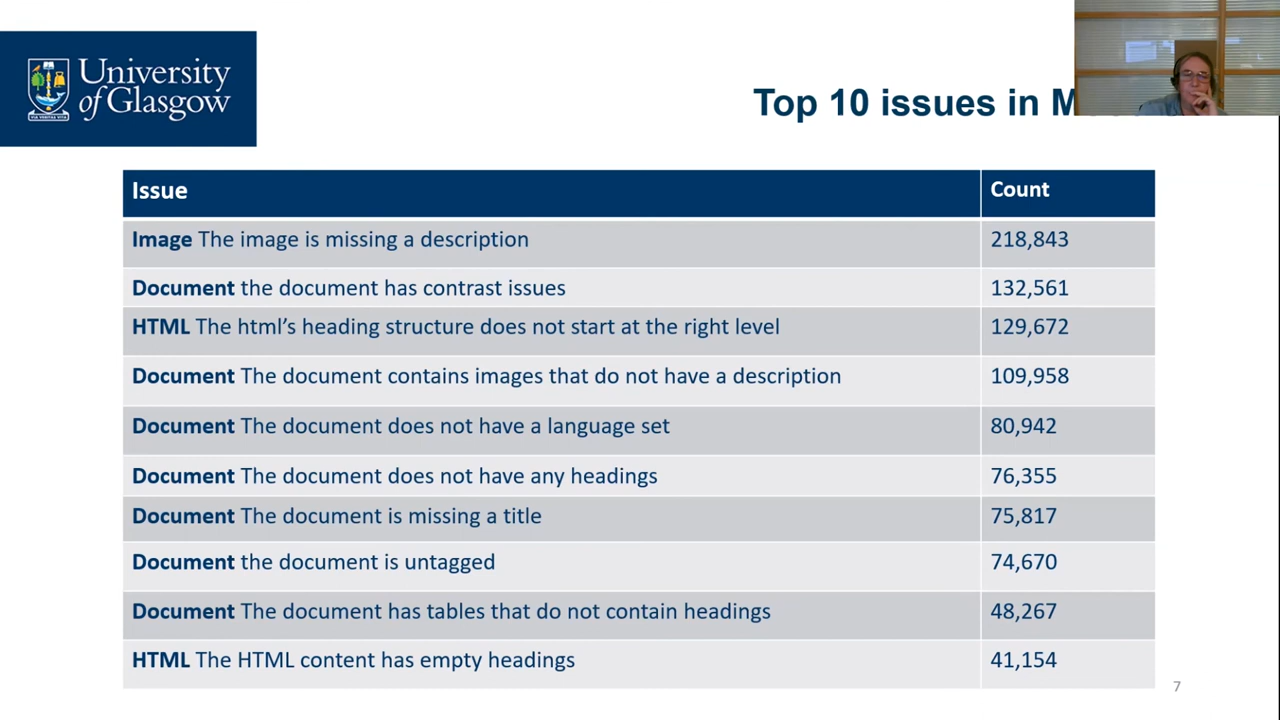 University
of Glasgow
VIA VERITAS VITA
Top 10 issues in M
Issue Count
Image The image is missing a description 218,843
Document the document has contrast issues 132,561
HTML The html’s heading structure does not start at the right level 129,672
Document The document contains images that do not have a description 109,958
Document The document does not have a language set 80,942
Document The document does not have any headings 76,355
Document The document is missing a title 75,817
Document the document is untagged 74,670
Document The document has tables that do not contain headings 48,267
HTML The HTML content has empty headings 41,154
7